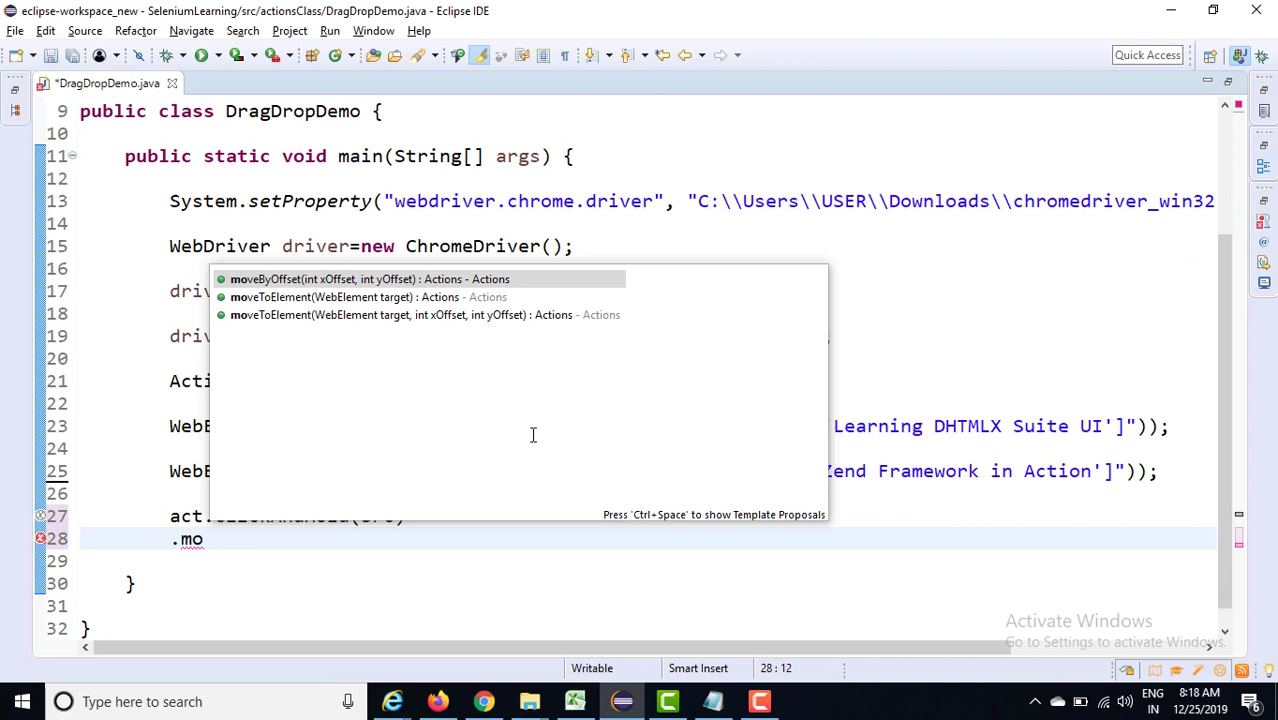 eclipse-workspace_new - SeleniumLearning/src/actionsClass/DragDropDemo.java - Eclipse IDE
File Edit Source Refactor Navigate Search Project Run Window Help
Quick Access
*DragDropDemo.java
9 public class DragDropDemo {
10
11 public static void main(String[] args) {
12
13 System.setProperty("webdriver.chrome.driver", "C:\\Users\\USER\\Downloads\\chromedriver_win32
14
15 WebDriver driver=new ChromeDriver();
16
17 driv
18
19 driv
20
21 Acti
22
23 WebE Learning DHTMLX Suite UI']"));
24
25 WebE Zend Framework in Action']"));
26
27 act.clickAndHold(src)
28 .mo
29
30 }
31
32 }
moveByOffset(int xOffset, int yOffset) : Actions - Actions
moveToElement(WebElement target) : Actions - Actions
moveToElement(WebElement target, int xOffset, int yOffset) : Actions - Actions
Press 'Ctrl+Space' to show Template Proposals
Activate Windows
Go to Settings to activate Windows.
Writable Smart Insert 28 : 12
Type here to search
ENG
IN
8:18 AM
12/25/2019
6